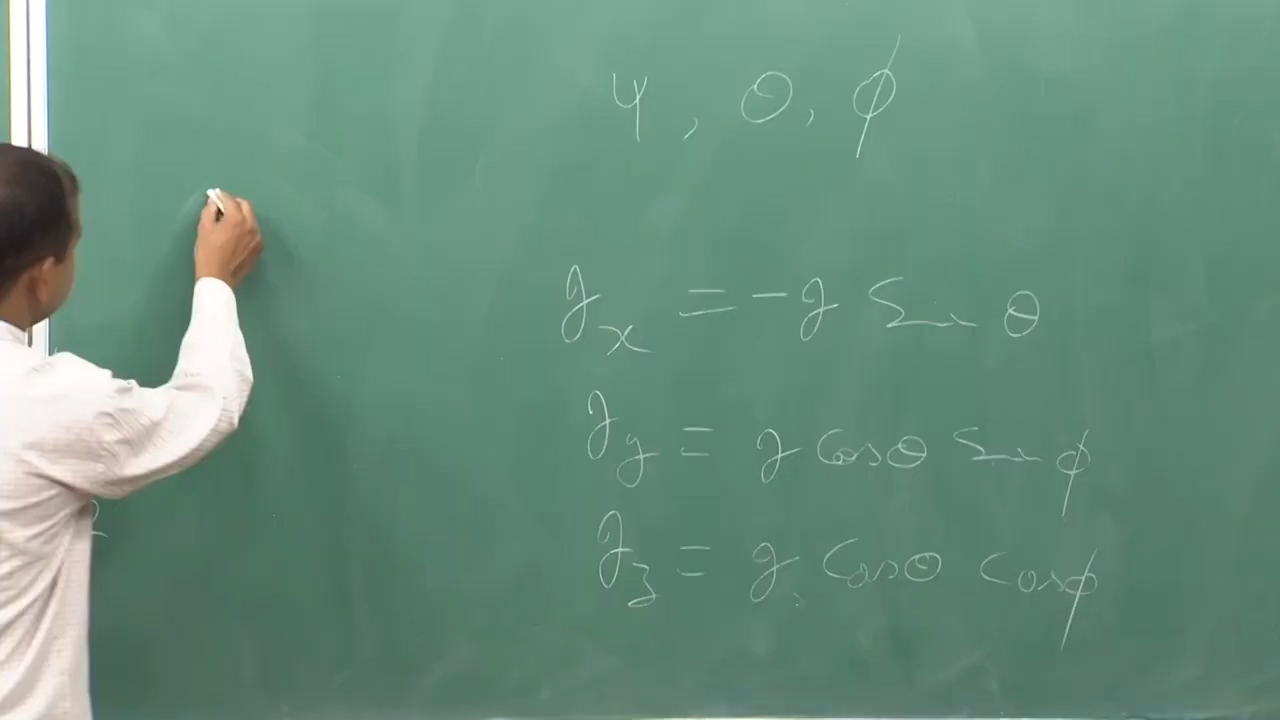 ψ, θ, φ
g_x = -g Sin θ
g_y = g Cosθ Sin φ
g_z = g Cosθ Cosφ